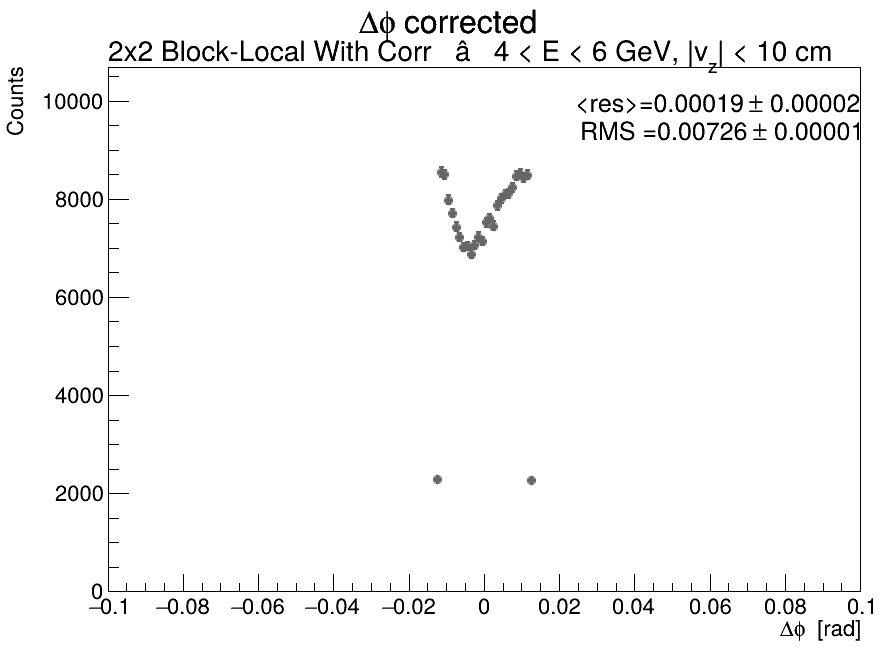 Δϕ corrected
2x2 Block-Local With Corr â 4 < E < 6 GeV, |v_z| < 10 cm
Counts
<res>=0.00019 ± 0.00002
RMS =0.00726 ± 0.00001
10000
8000
6000
4000
2000
0
−0.1 −0.08 −0.06 −0.04 −0.02 0 0.02 0.04 0.06 0.08 0.1
Δϕ [rad]